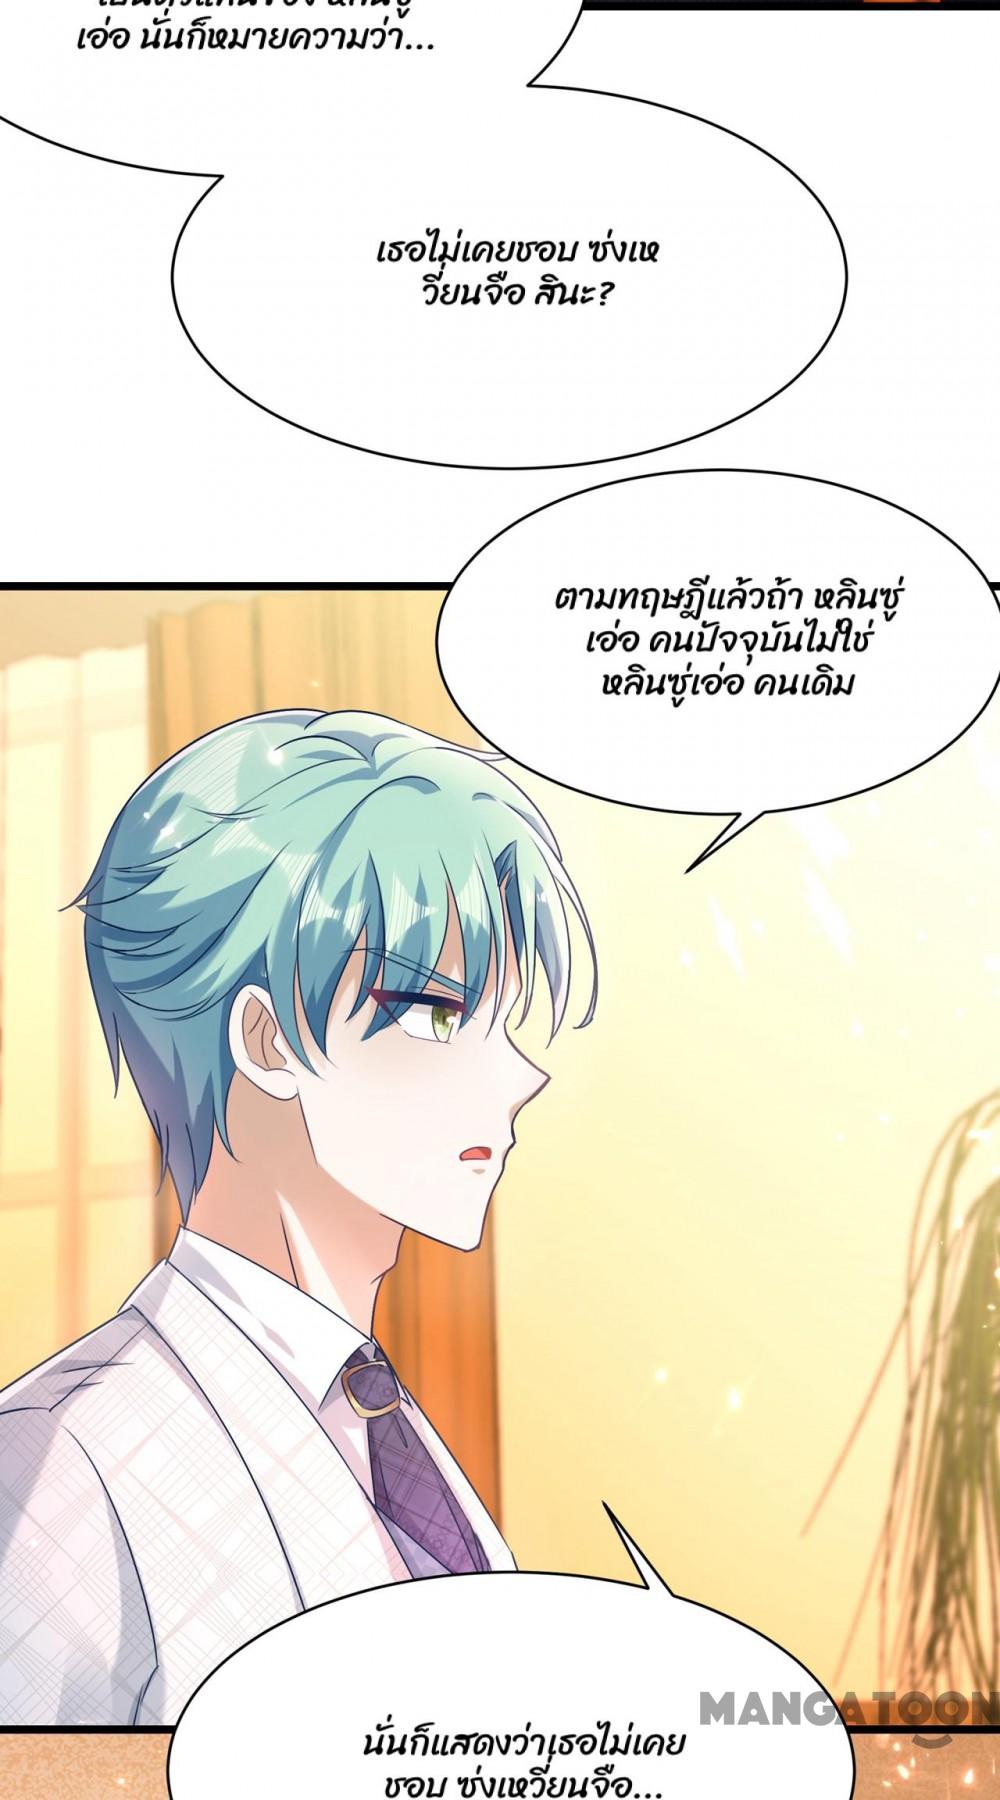 เอ่อ นั่นก็หมายความว่า...
เธอไม่เคยชอบ ซ่งเห
วี่ยนจือ สินะ?
ตามทฤษฎีแล้วถ้า หลินซู่
เอ่อ คนปัจจุบันไม่ใช่
หลินซู่เอ่อ คนเดิม
นั่นก็แสดงว่าเธอไม่เคย
ชอบ ซ่งเหวี่ยนจือ...
MANGATOON